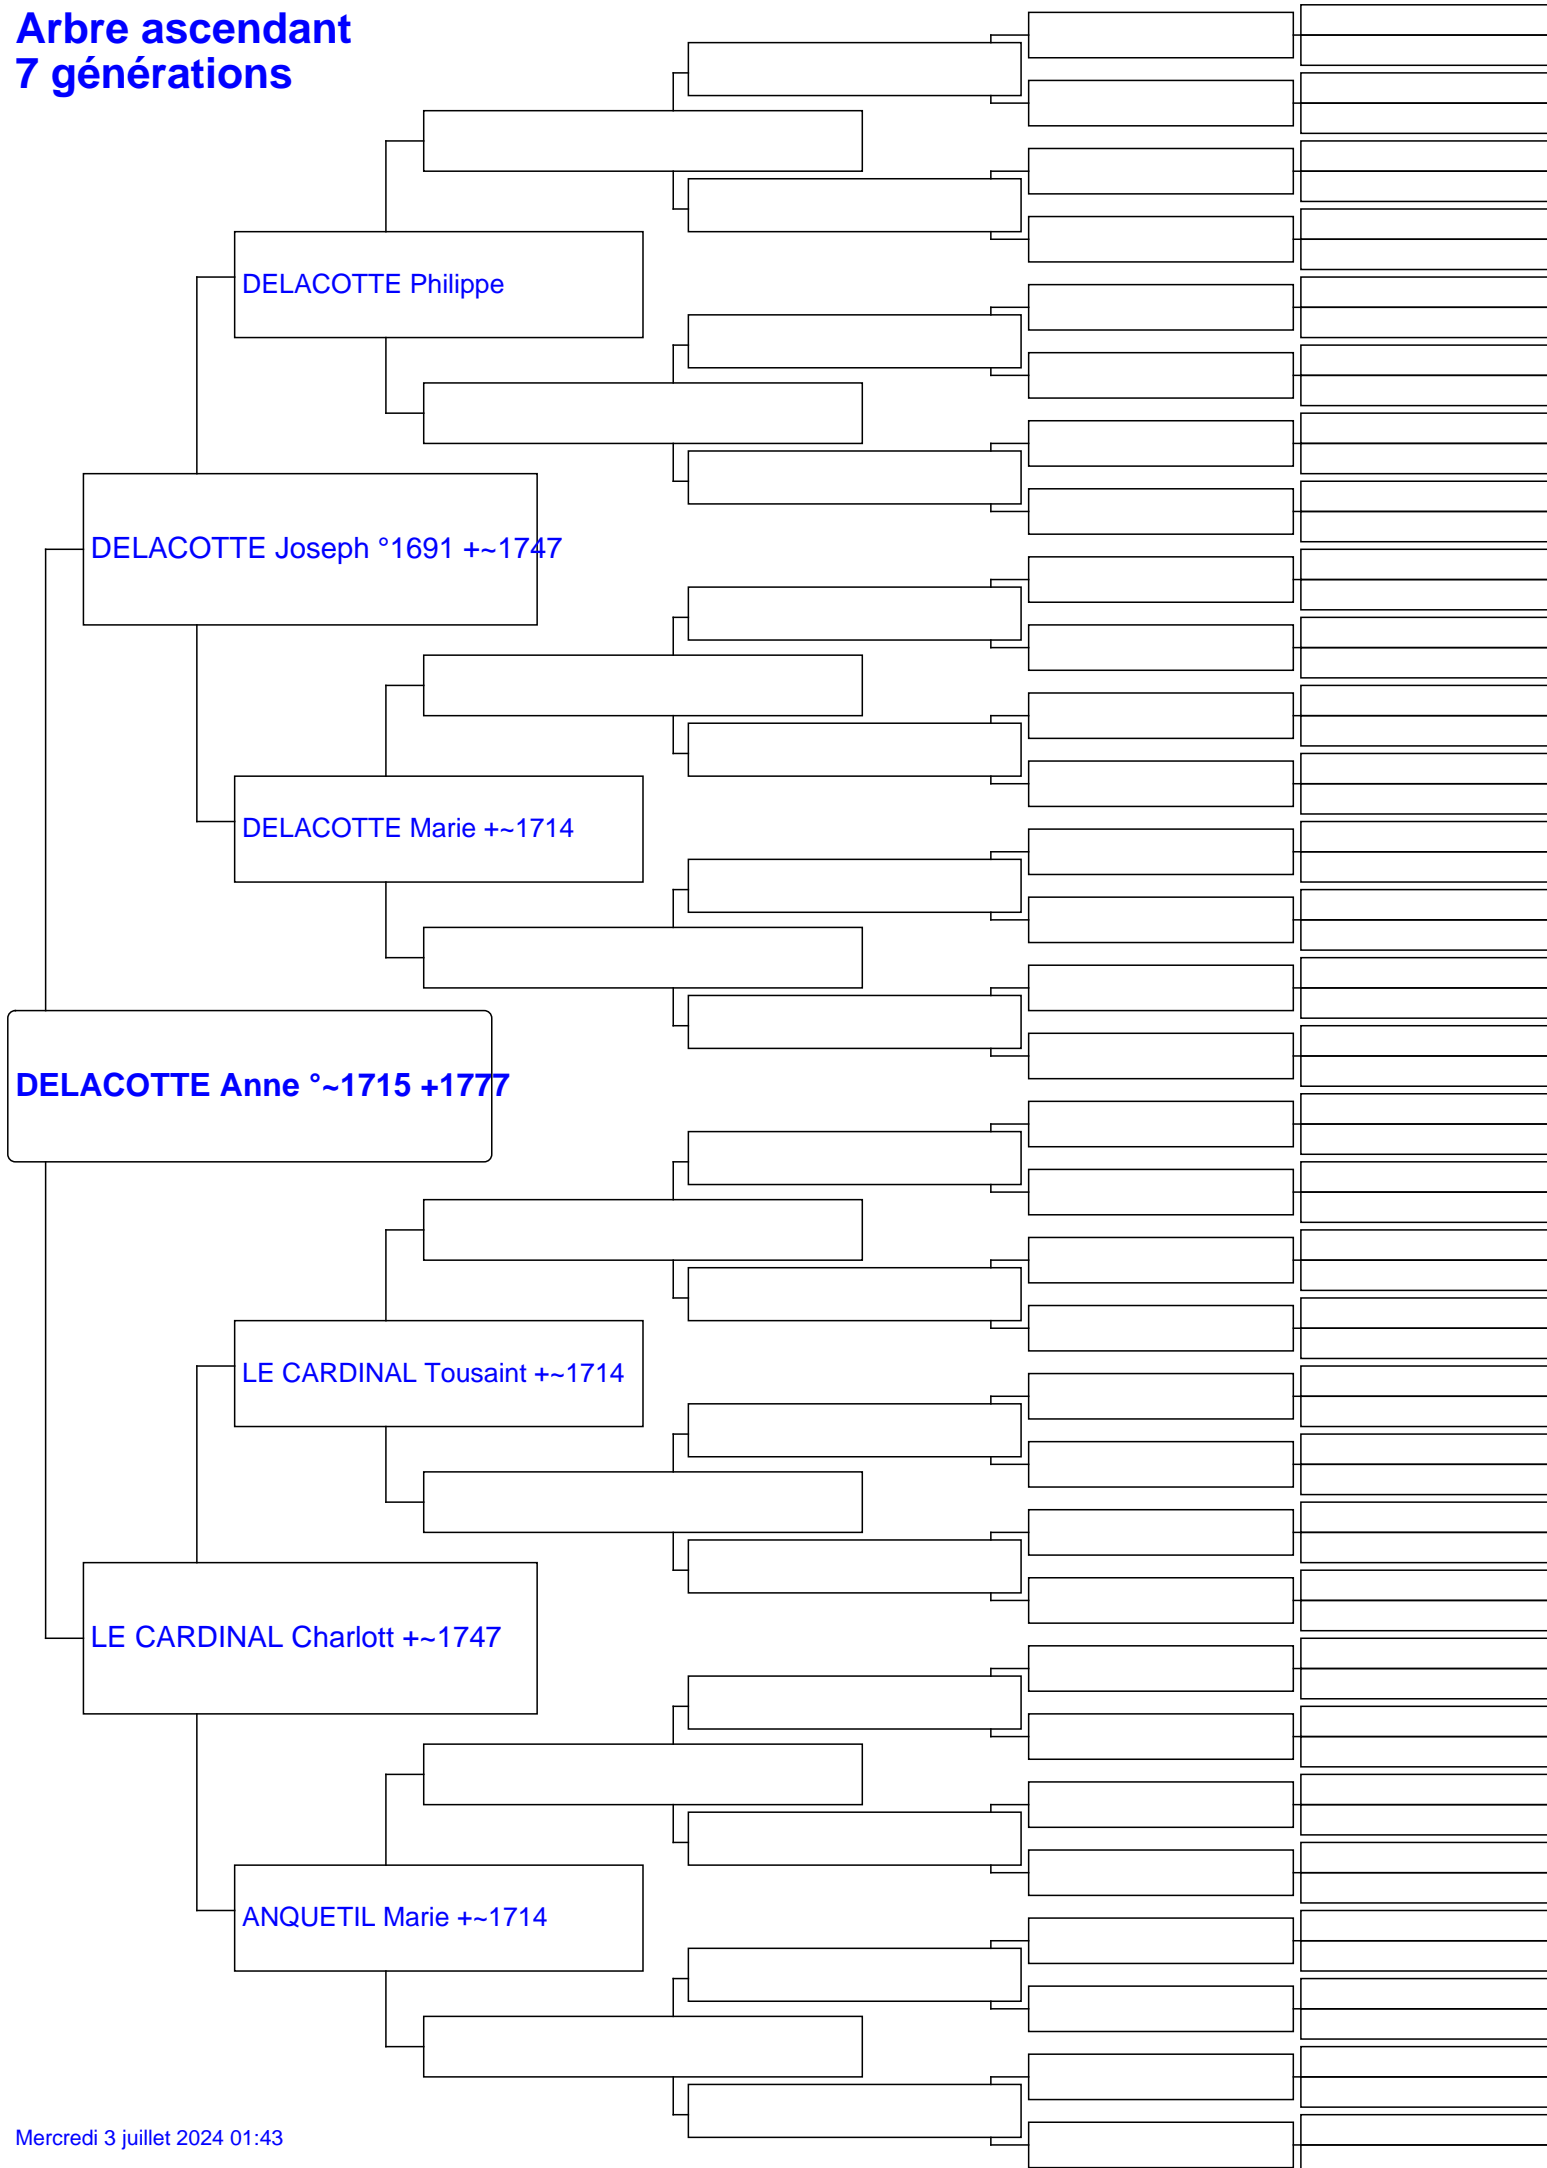 Arbre ascendant
7 générations
DELACOTTE Philippe
DELACOTTE Joseph °1691 +~1747
DELACOTTE Marie +~1714
DELACOTTE Anne °~1715 +1777
LE CARDINAL Tousaint +~1714
LE CARDINAL Charlott +~1747
ANQUETIL Marie +~1714
Mercredi 3 juillet 2024 01:43